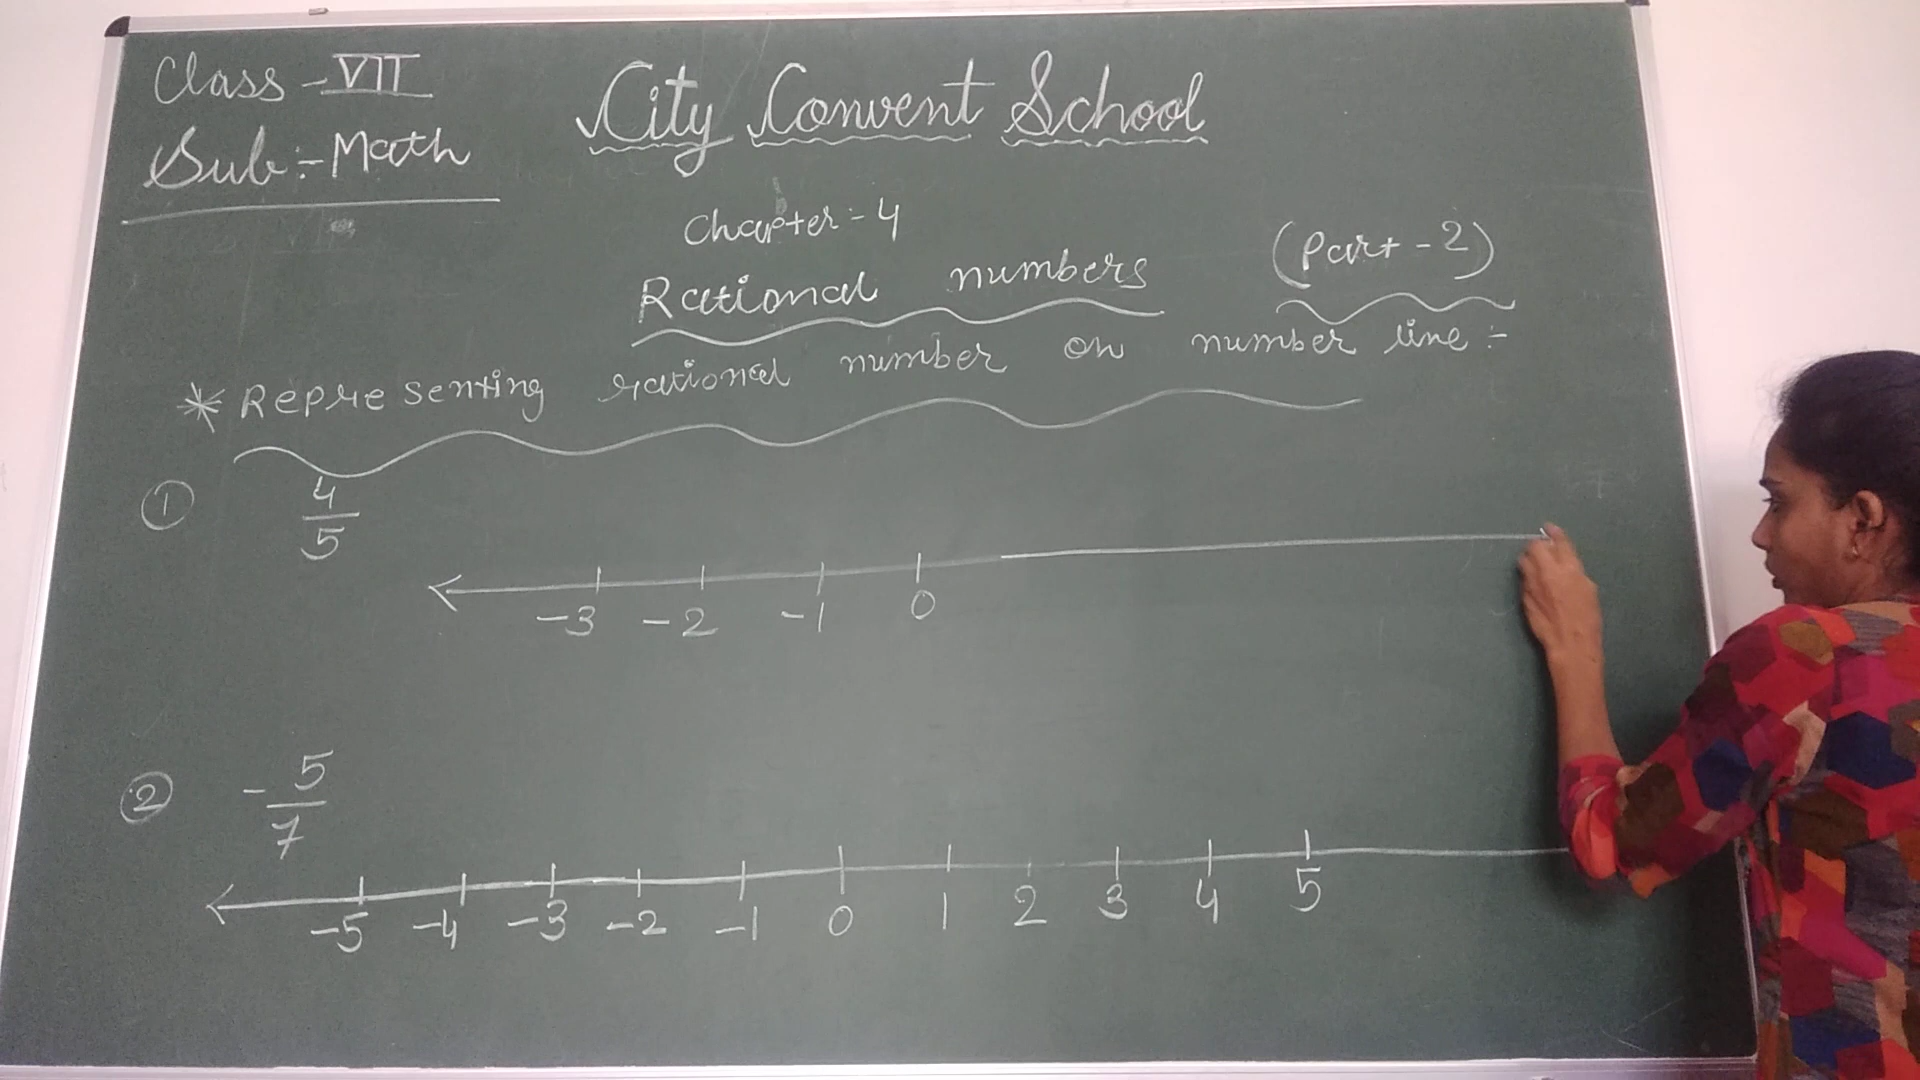 Class - VII
City Convent School
Sub :- Math
Chapter - 4
Rational numbers (Part - 2)
* Representing rational number on number line :-
① 4/5
-3 -2 -1 0
② -5/7
-5 -4 -3 -2 -1 0 1 2 3 4 5